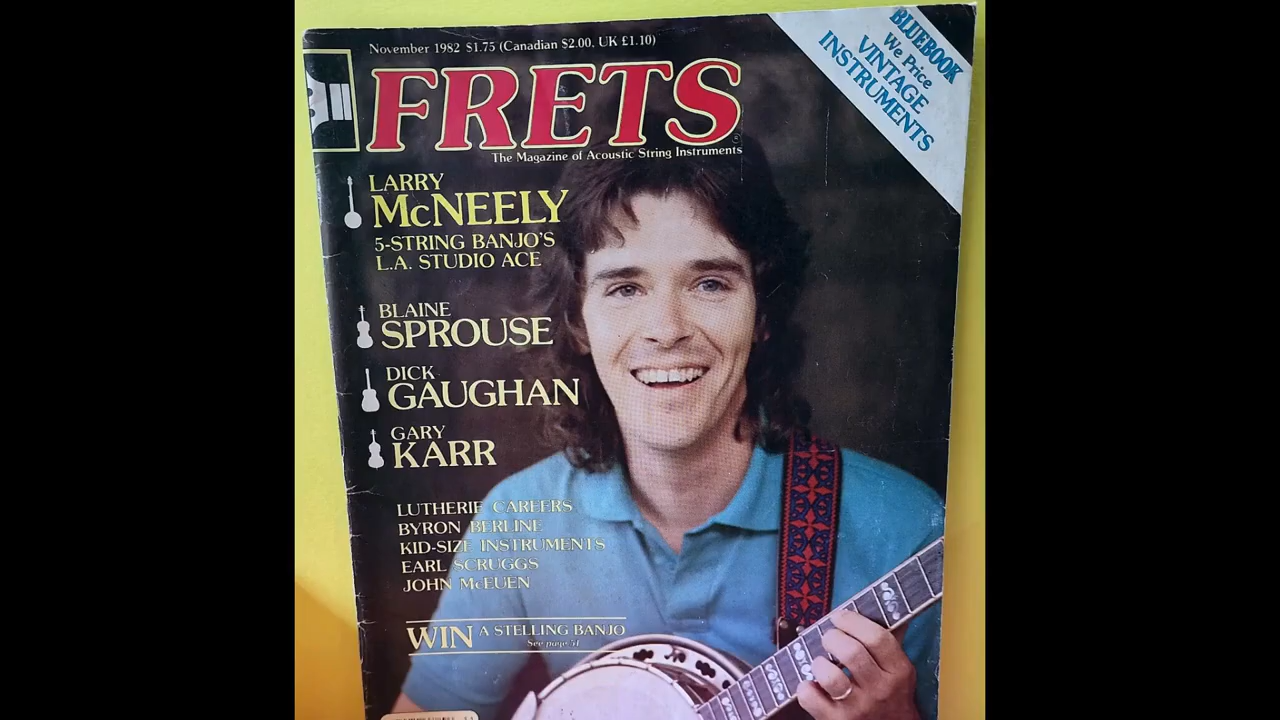 November 1982 $1.75 (Canadian $2.00, UK £1.10)
FRETS
The Magazine of Acoustic String Instruments
BLUEBOOK
We Price
VINTAGE
INSTRUMENTS
LARRY
McNEELY
5-STRING BANJO'S
L.A. STUDIO ACE
BLAINE
SPROUSE
DICK
GAUGHAN
GARY
KARR
LUTHERIE CAREERS
BYRON BERLINE
KID-SIZE INSTRUMENTS
EARL SCRUGGS
JOHN McEUEN
WIN A STELLING BANJO
See page 51